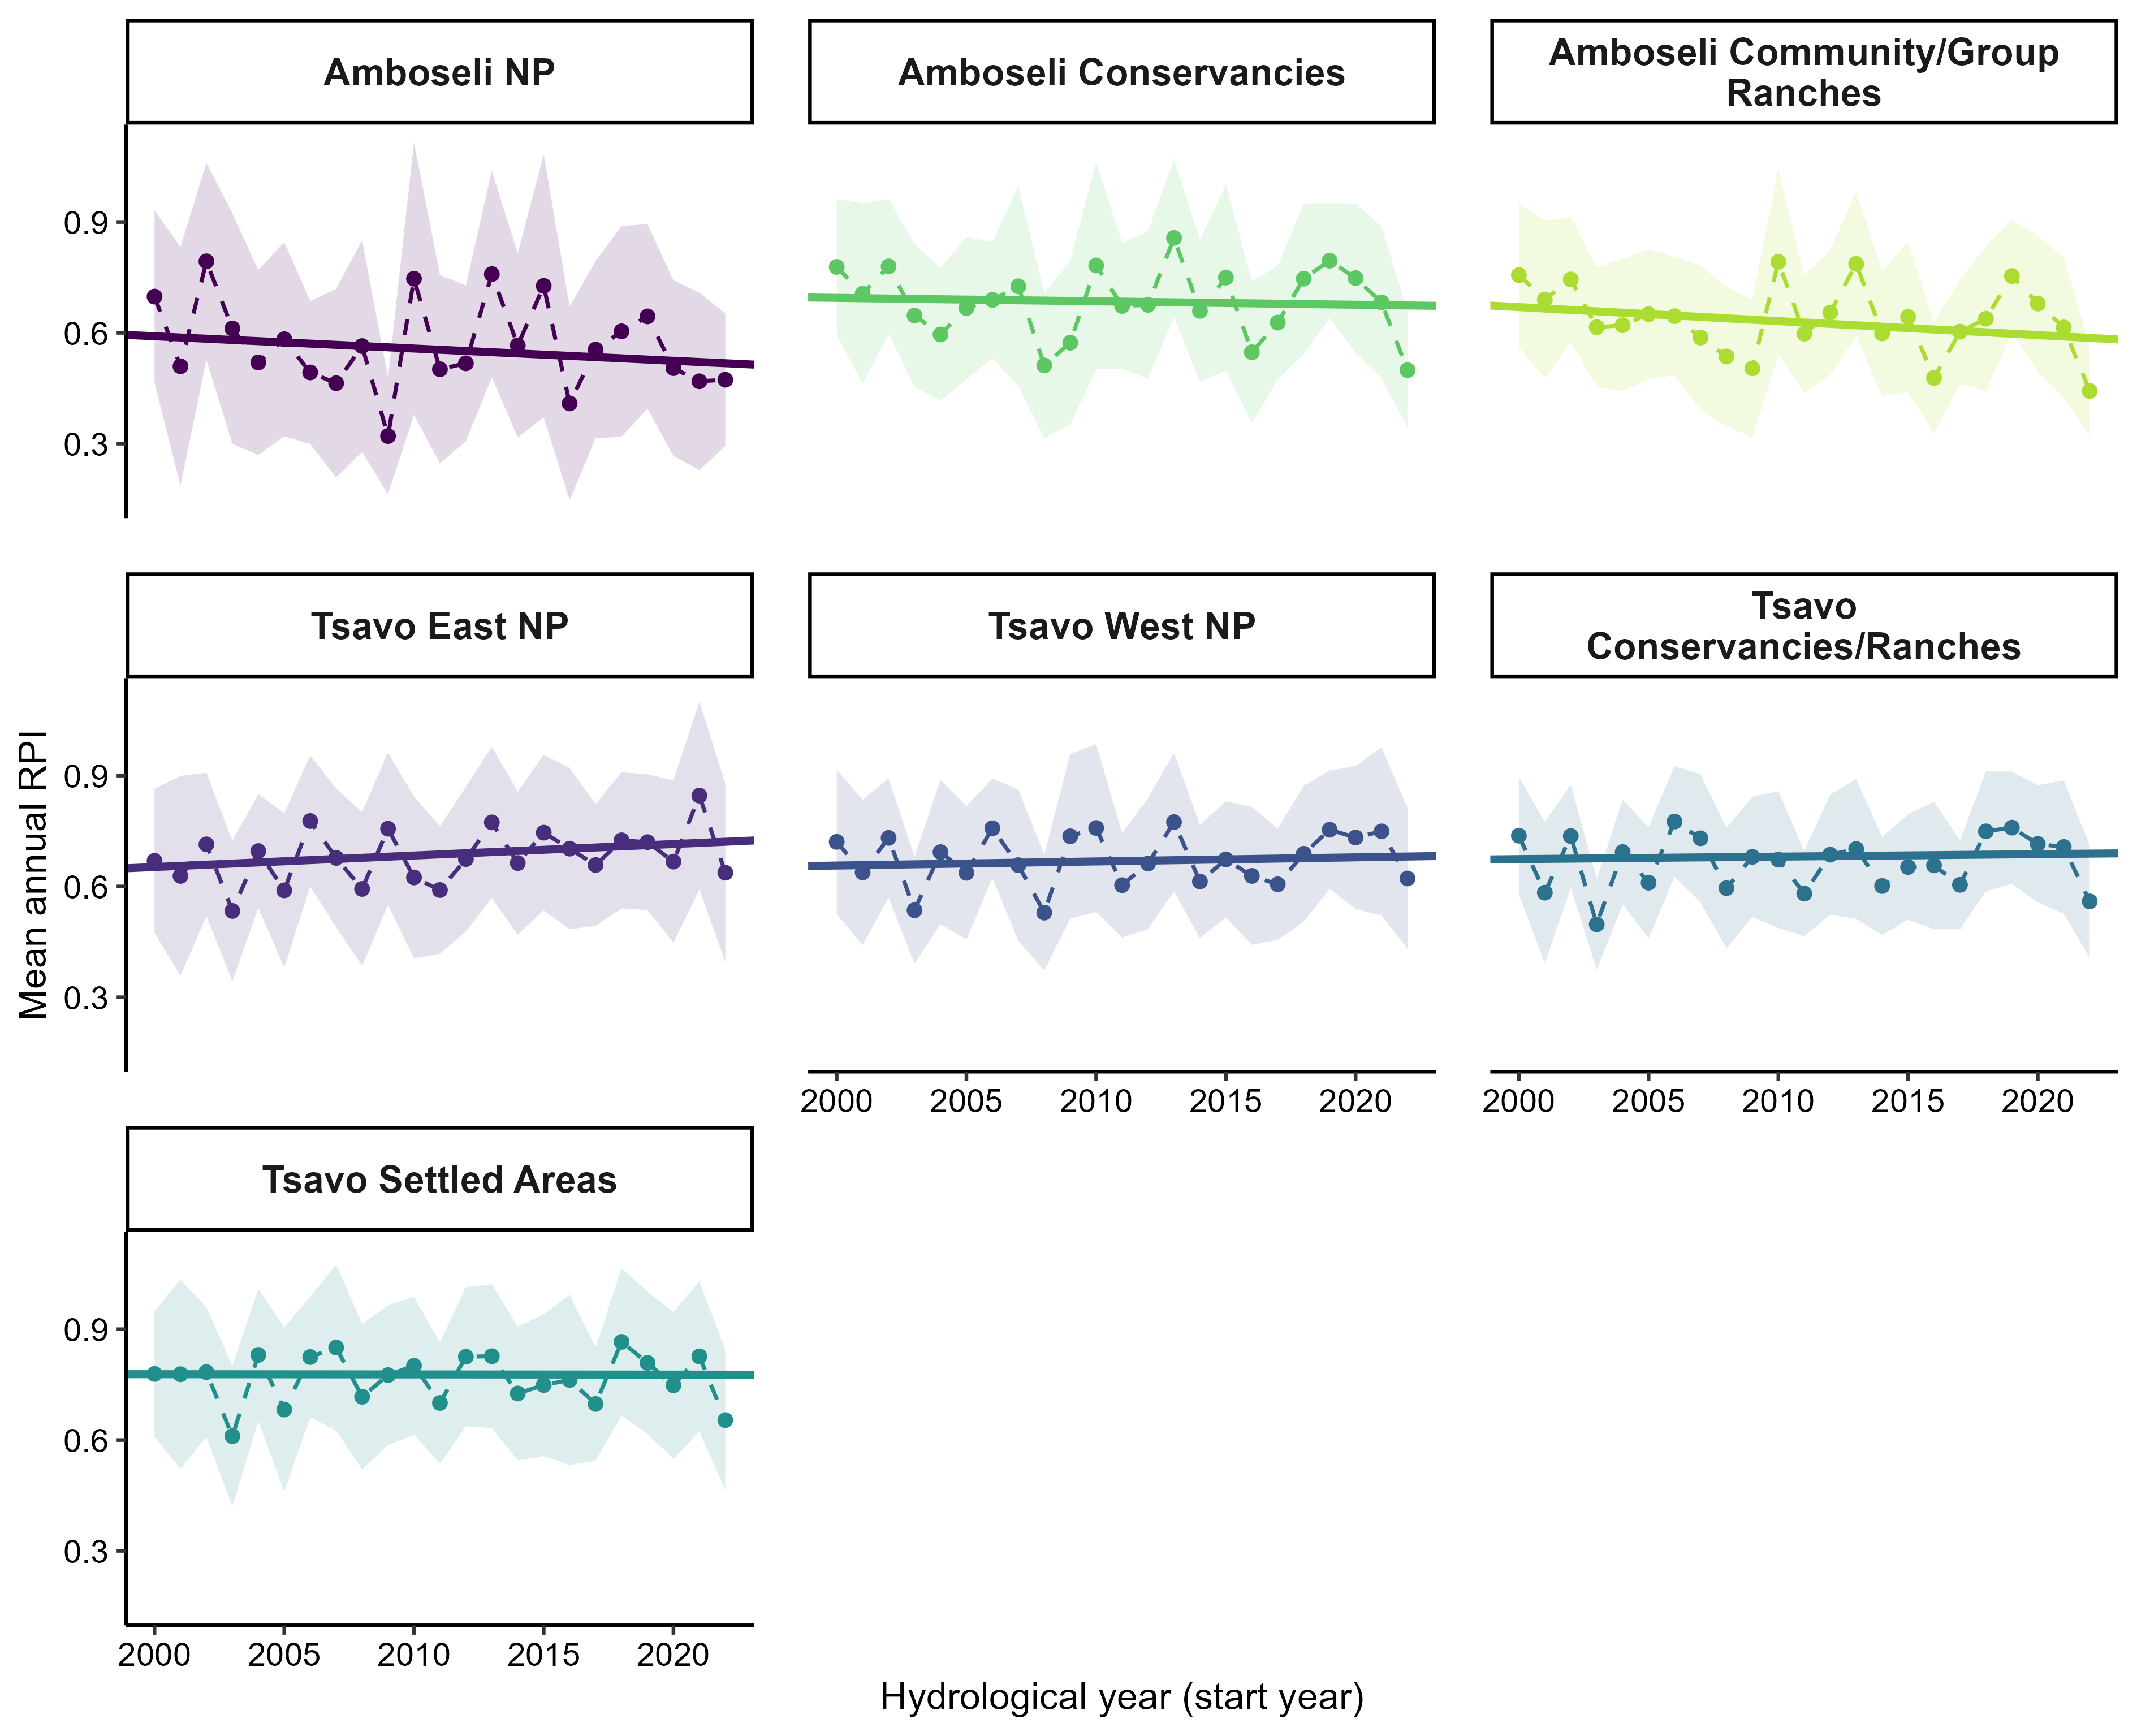 Amboseli NP
Amboseli Conservancies
Amboseli Community/Group
Ranches
0.9
0.6
0.3
Tsavo East NP
Tsavo West NP
Tsavo
Conservancies/Ranches
Mean annual RPI
0.9
0.6
0.3
2000 2005 2010 2015 2020
2000 2005 2010 2015 2020
Tsavo Settled Areas
0.9
0.6
0.3
2000 2005 2010 2015 2020
Hydrological year (start year)